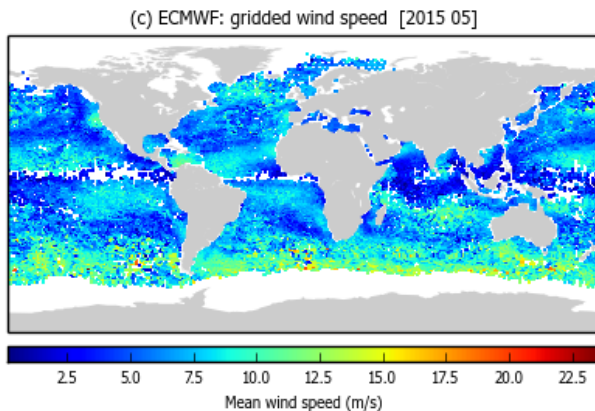 (c) ECMWF: gridded wind speed [2015 05]
2.5 5.0 7.5 10.0 12.5 15.0 17.5 20.0 22.5
Mean wind speed (m/s)